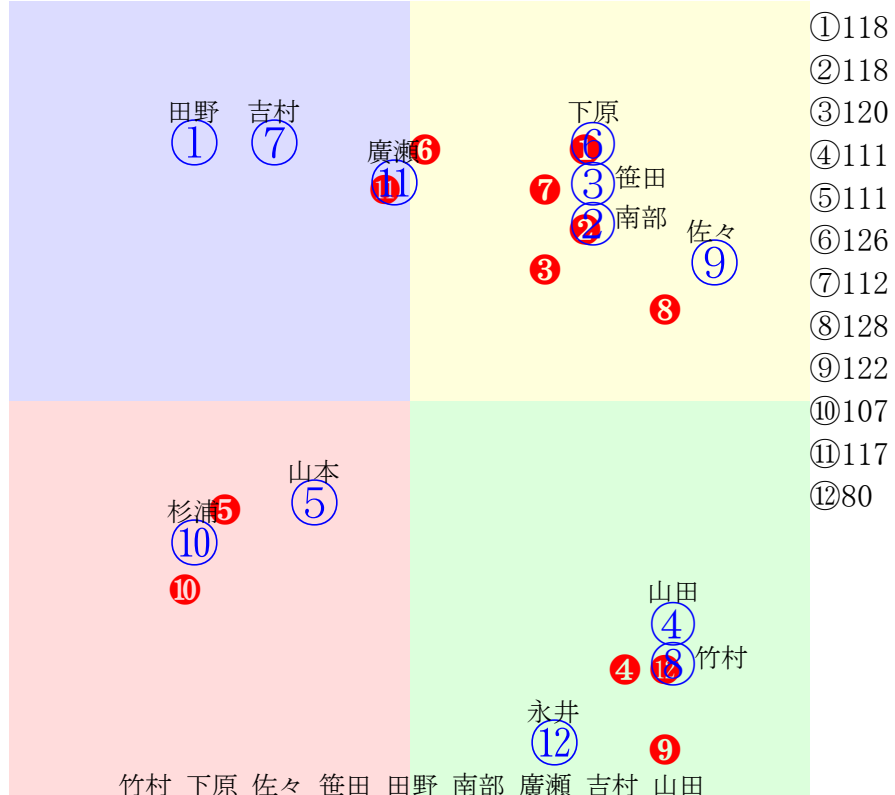 田野 吉村 下原
① ⑦ 廣瀬 ❻ ❶ ⑥
⓫ ⑪ ❼ ③ 笹田
❷ ② 南部 佐々
❸ ⑨
❽
山本
杉浦 ❺ ⑤
⑩
❿ 山田
④
❹ ⑧ 竹村
永井
⑫ ❾
竹村 下原 佐々 笹田 田野 南部 廣瀬 吉村 山田
①118
②118
③120
④111
⑤111
⑥126
⑦112
⑧128
⑨122
⑩107
⑪117
⑫80